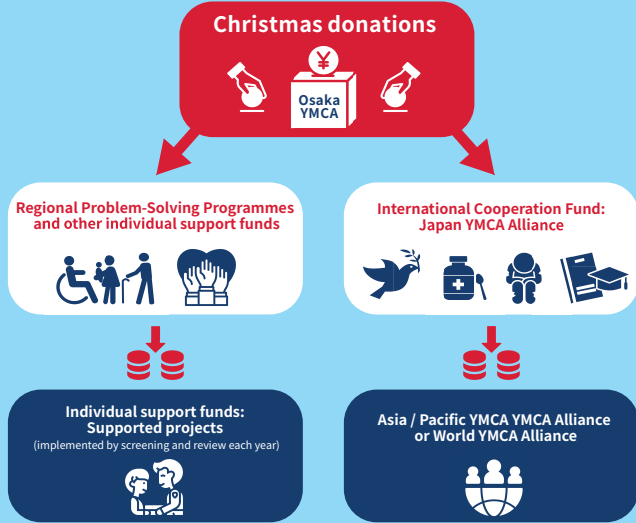 Christmas donations
¥
Osaka
YMCA
Regional Problem-Solving Programmes
and other individual support funds
International Cooperation Fund:
Japan YMCA Alliance
Individual support funds:
Supported projects
(implemented by screening and review each year)
Asia / Pacific YMCA YMCA Alliance
or World YMCA Alliance